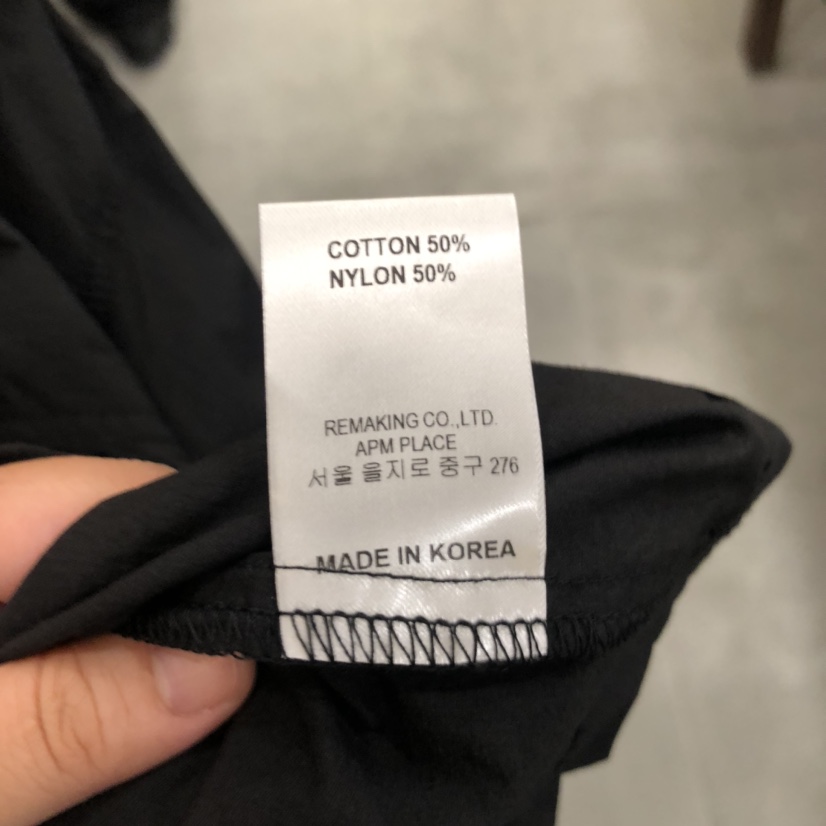 COTTON 50%
NYLON 50%
REMAKING CO.,LTD.
APM PLACE
서울 을지로 중구 276
MADE IN KOREA